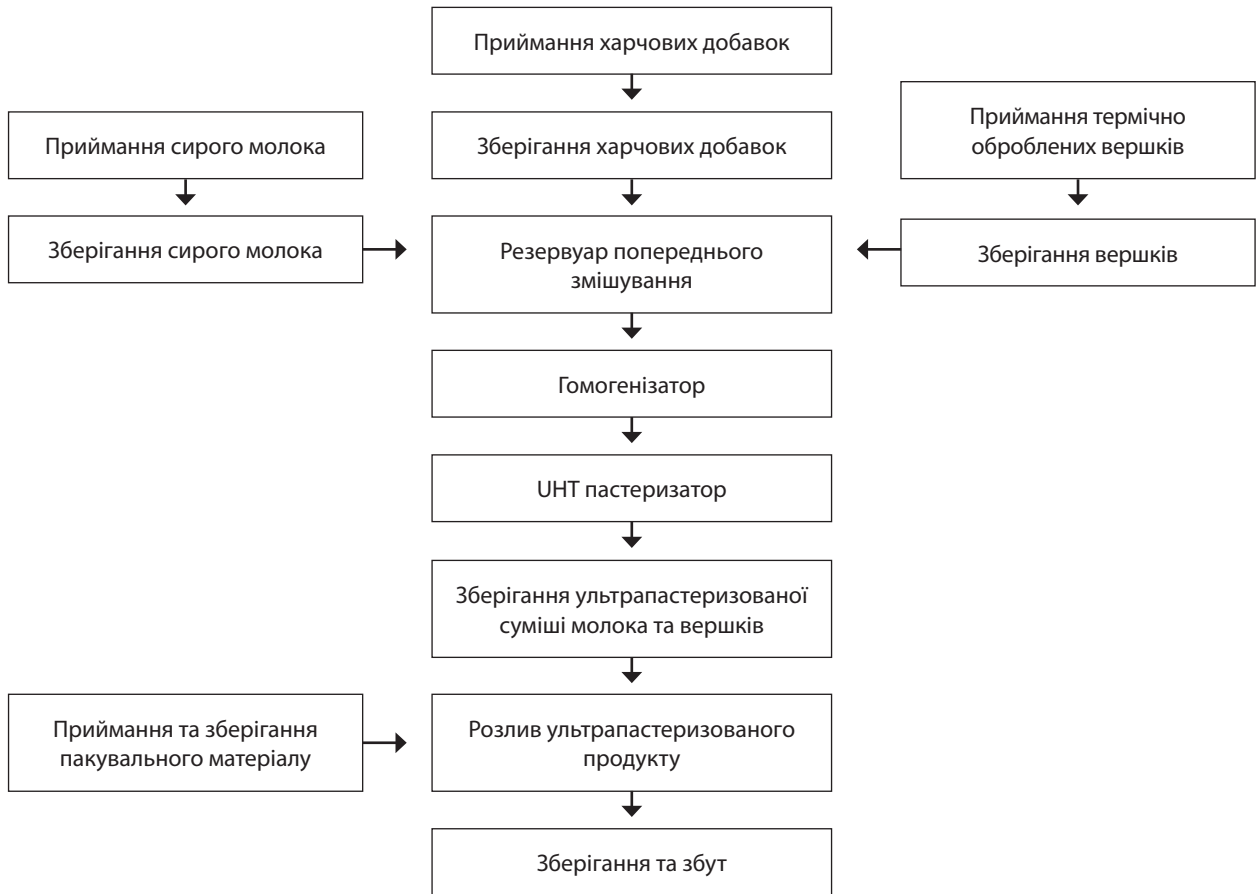 Приймання харчових добавок
Приймання сирого молока
Зберігання харчових добавок
Приймання термічно
оброблених вершків
Зберігання сирого молока
Резервуар попереднього
змішування
Зберігання вершків
Гомогенізатор
UHT пастеризатор
Зберігання ультрапастеризованої
суміші молока та вершків
Приймання та зберігання
пакувального матеріалу
Розлив ультрапастеризованого
продукту
Зберігання та збут